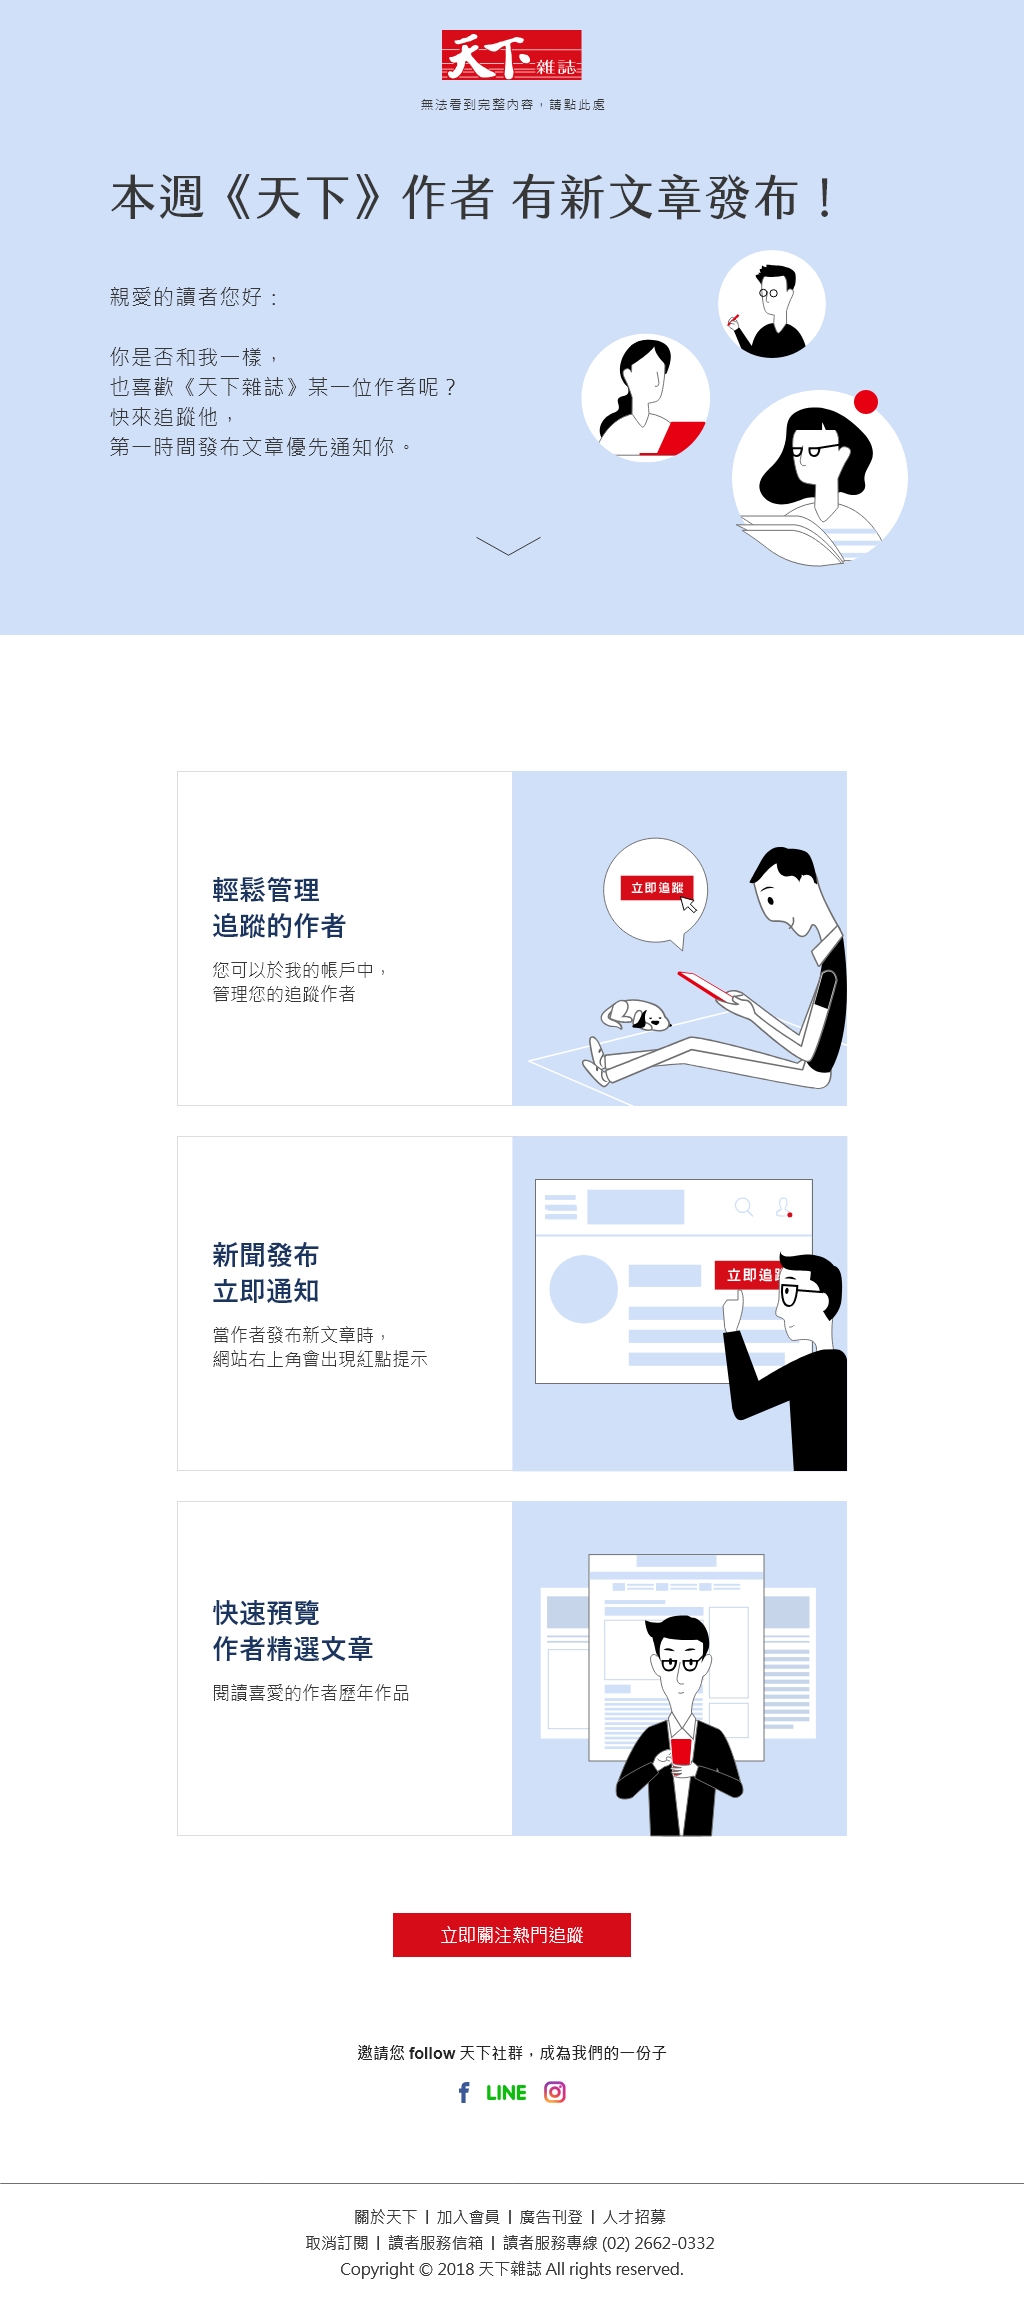 天下雜誌
無法看到完整內容，請點此處
本週《天下》作者 有新文章發布！
親愛的讀者您好：
你是否和我一樣，
也喜歡《天下雜誌》某一位作者呢？
快來追蹤他，
第一時間發布文章優先通知你。
輕鬆管理
追蹤的作者
您可以於我的帳戶中，
管理您的追蹤作者
立即追蹤
新聞發布
立即通知
當作者發布新文章時，
網站右上角會出現紅點提示
立即追蹤
快速預覽
作者精選文章
閱讀喜愛的作者歷年作品
立即關注熱門追蹤
邀請您 follow 天下社群，成為我們的一份子
f LINE
關於天下 | 加入會員 | 廣告刊登 | 人才招募
取消訂閱 | 讀者服務信箱 | 讀者服務專線 (02) 2662-0332
Copyright © 2018 天下雜誌 All rights reserved.